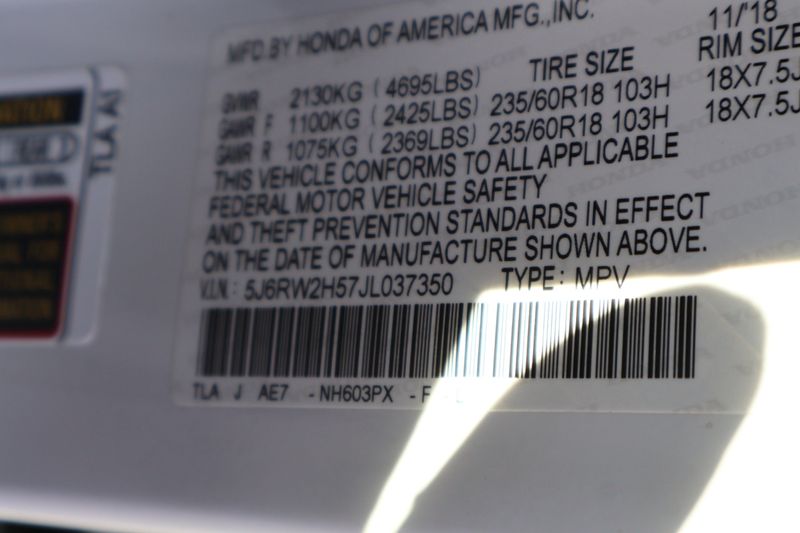 MFD.BY HONDA OF AMERICA MFG.,INC. 11/'18
TIRE SIZE RIM SIZE
GVWR 2130KG (4695LBS)
GAWR F 1100KG (2425LBS) 235/60R18 103H 18X7.5J
GAWR R 1075KG (2369LBS) 235/60R18 103H 18X7.5J
THIS VEHICLE CONFORMS TO ALL APPLICABLE
FEDERAL MOTOR VEHICLE SAFETY
AND THEFT PREVENTION STANDARDS IN EFFECT
ON THE DATE OF MANUFACTURE SHOWN ABOVE.
V.I.N.: 5J6RW2H57JL037350 TYPE: MPV
TLA J AE7 -NH603PX -F -L
TLA A1